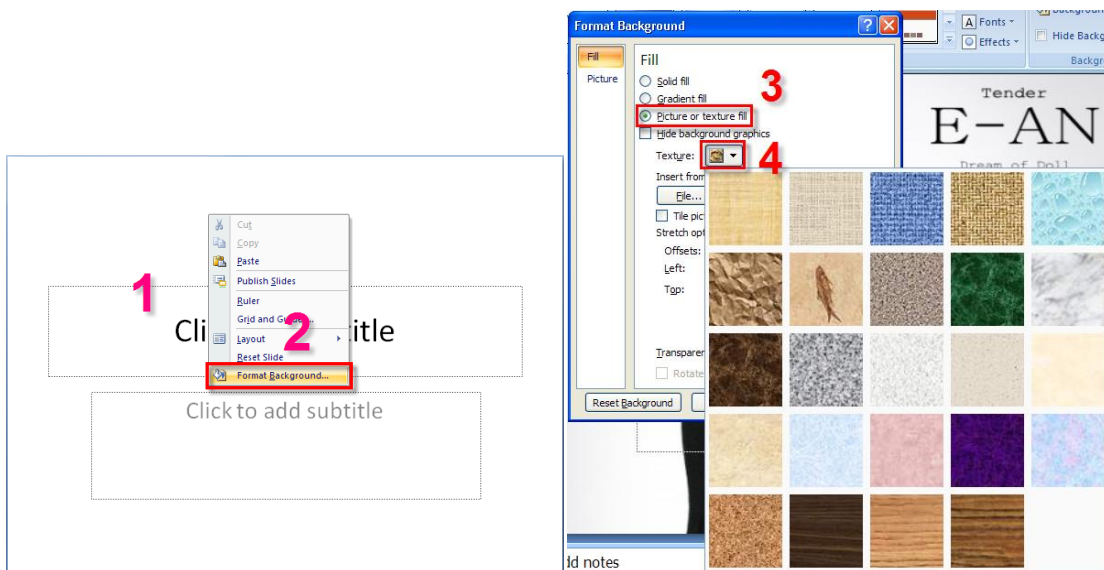 1
Cut
Copy
Paste
Publish Slides
Ruler
Grid and
2
Layout
Reset Slide
Format Background...
Cli itle
Click to add subtitle
Format Background
Fill
Picture
Fill
Solid fill
Gradient fill
3
Picture or texture fill
Hide background graphics
Texture:
4
Insert from
File...
Tile pic
Stretch opt
Offsets:
Left:
Top:
Transparen
Rotate
Reset Background
Fonts
Effects
Background
Hide Backg
Backgr
Tender
E-AN
Dream of Doll
dd notes